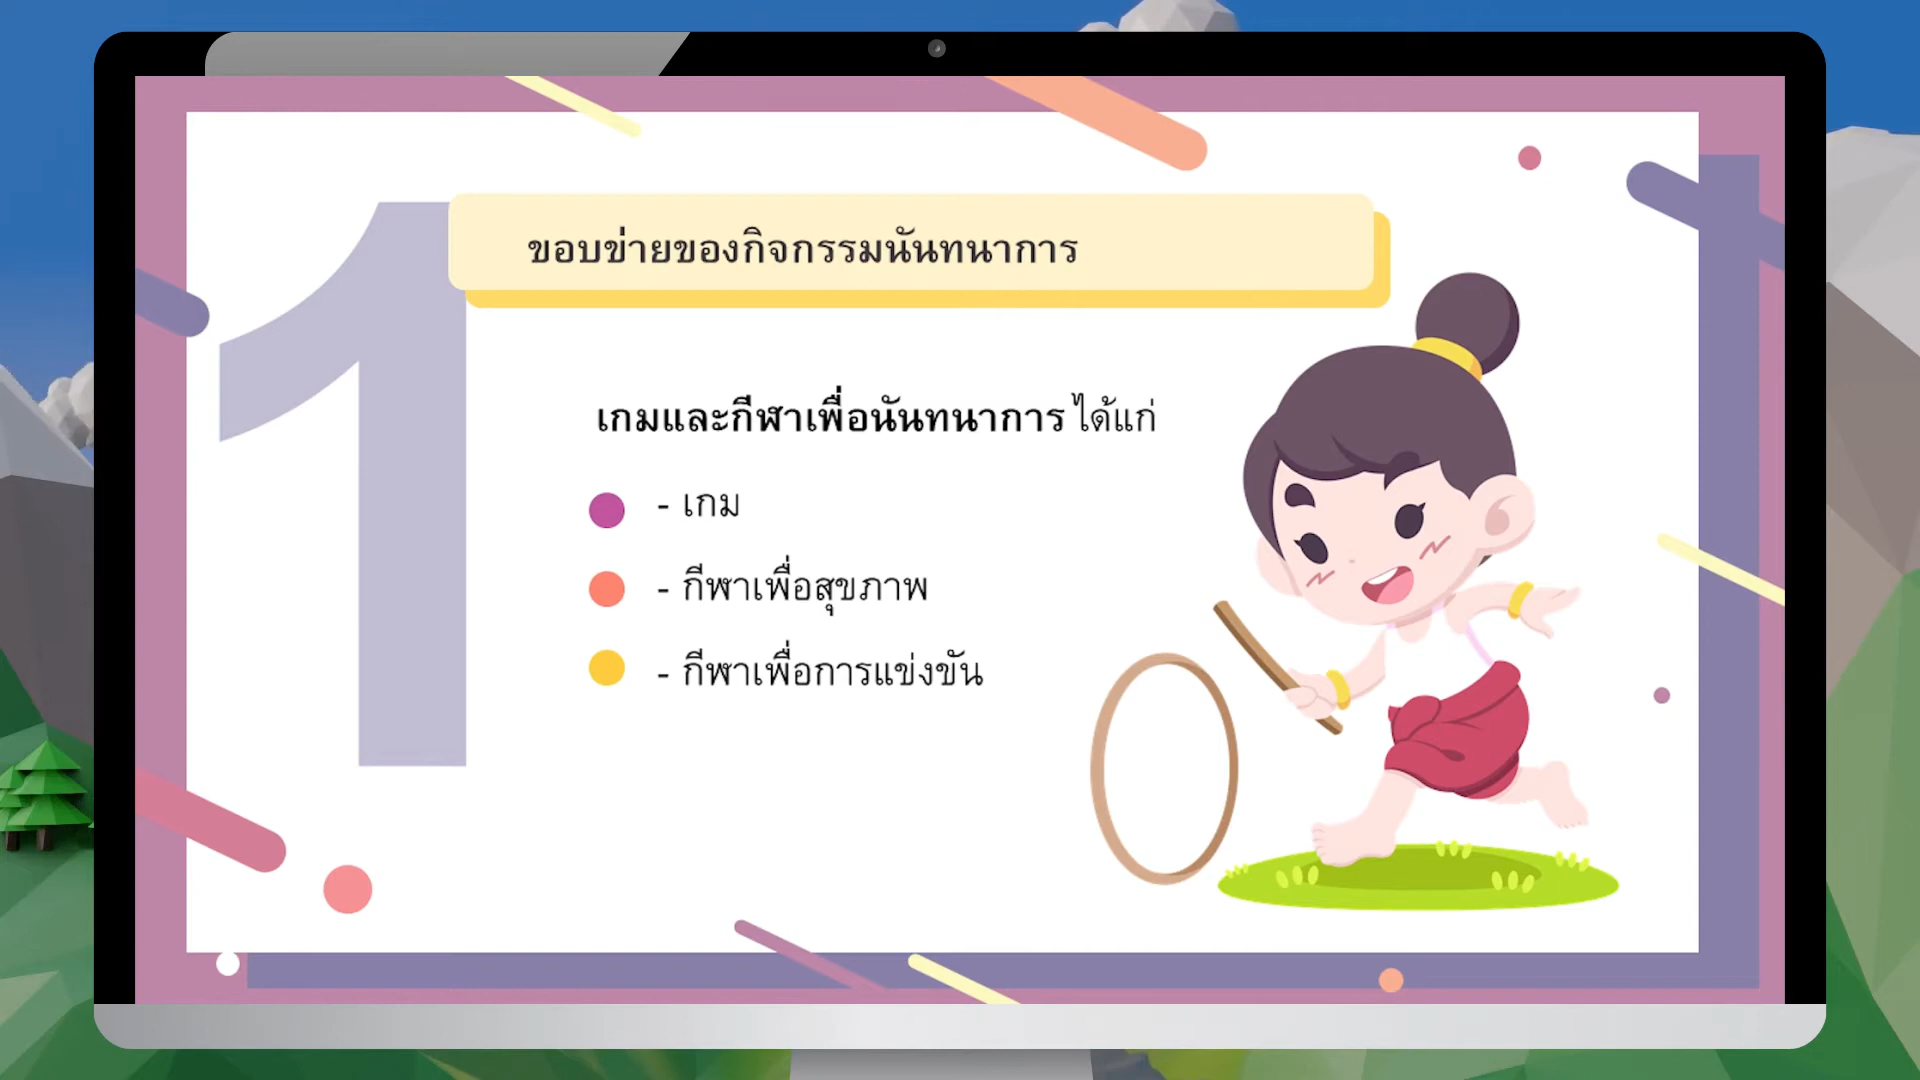 1
ขอบข่ายของกิจกรรมนันทนาการ
เกมและกีฬาเพื่อนันทนาการ ได้แก่
- เกม
- กีฬาเพื่อสุขภาพ
- กีฬาเพื่อการแข่งขัน